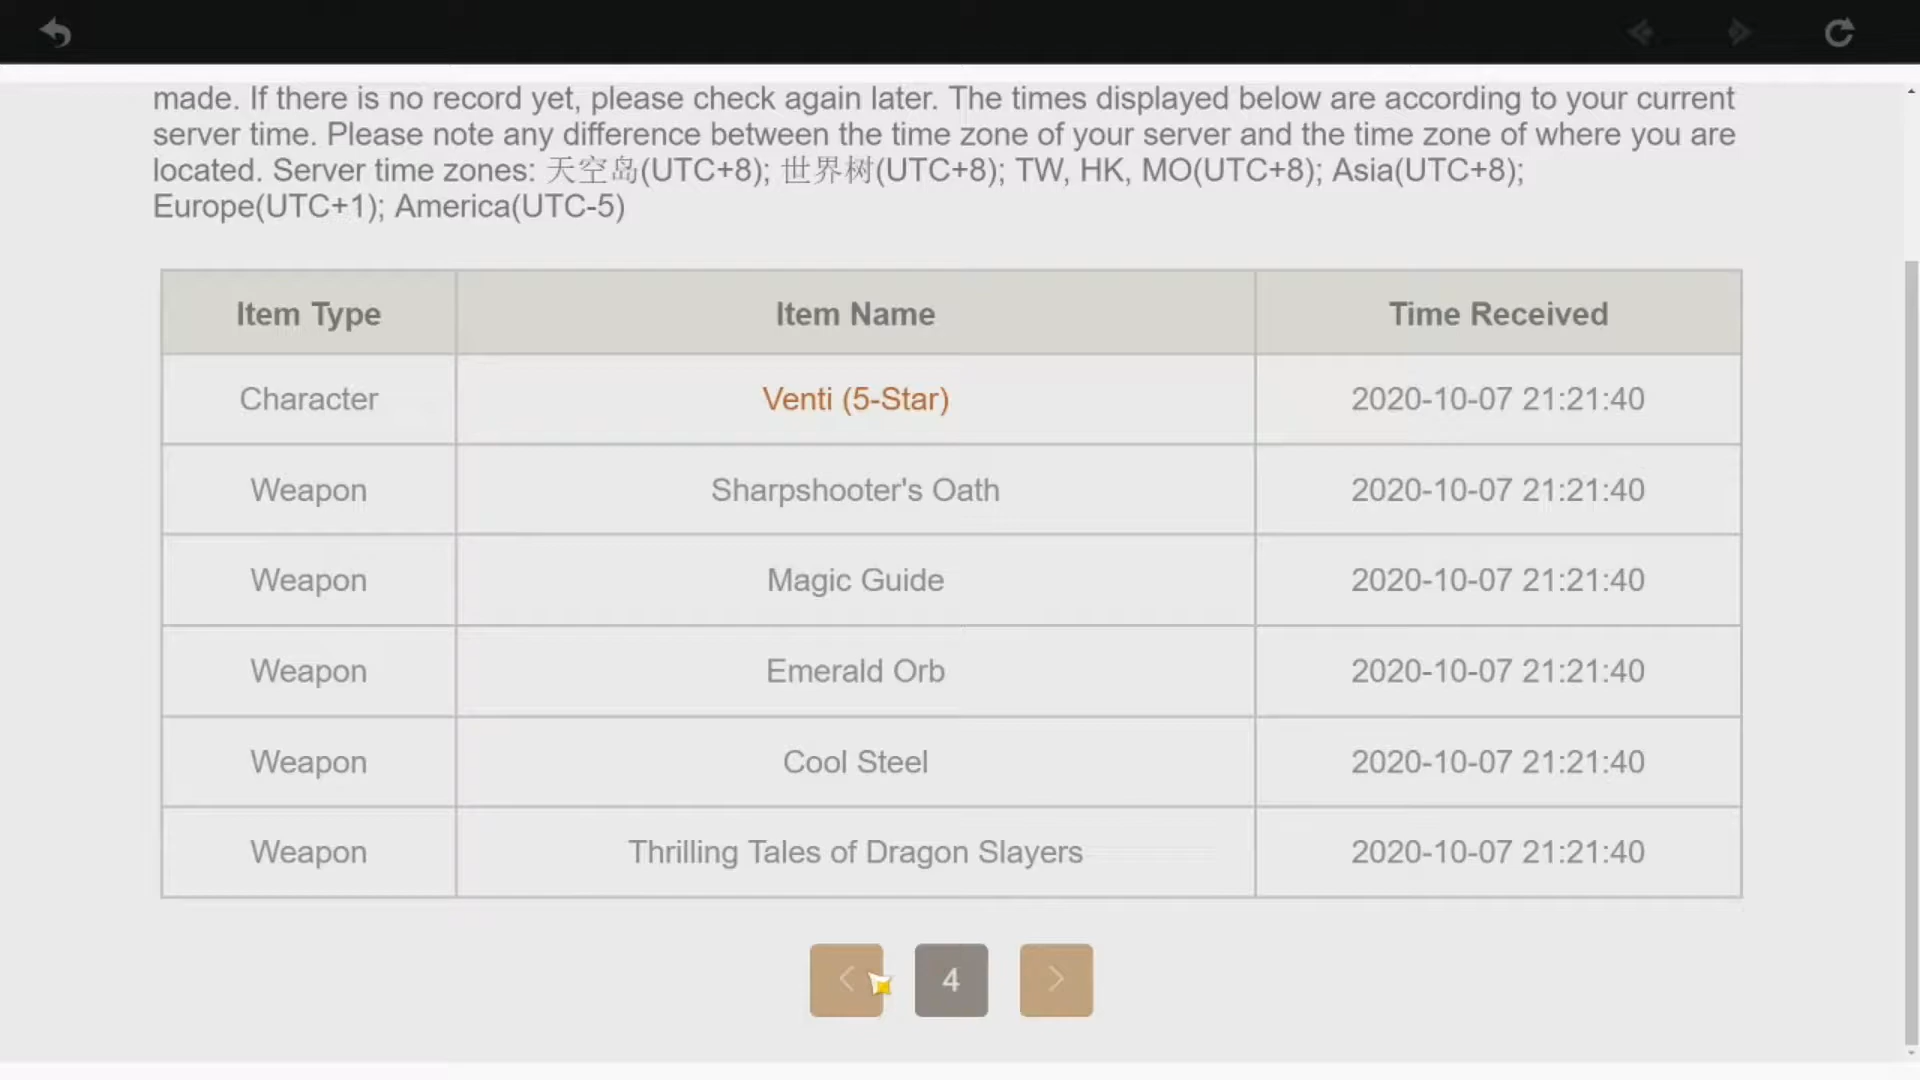 made. If there is no record yet, please check again later. The times displayed below are according to your current
server time. Please note any difference between the time zone of your server and the time zone of where you are
located. Server time zones: 天空岛(UTC+8); 世界树(UTC+8); TW, HK, MO(UTC+8); Asia(UTC+8);
Europe(UTC+1); America(UTC-5)
Item Type Item Name Time Received
Character Venti (5-Star) 2020-10-07 21:21:40
Weapon Sharpshooter's Oath 2020-10-07 21:21:40
Weapon Magic Guide 2020-10-07 21:21:40
Weapon Emerald Orb 2020-10-07 21:21:40
Weapon Cool Steel 2020-10-07 21:21:40
Weapon Thrilling Tales of Dragon Slayers 2020-10-07 21:21:40
4